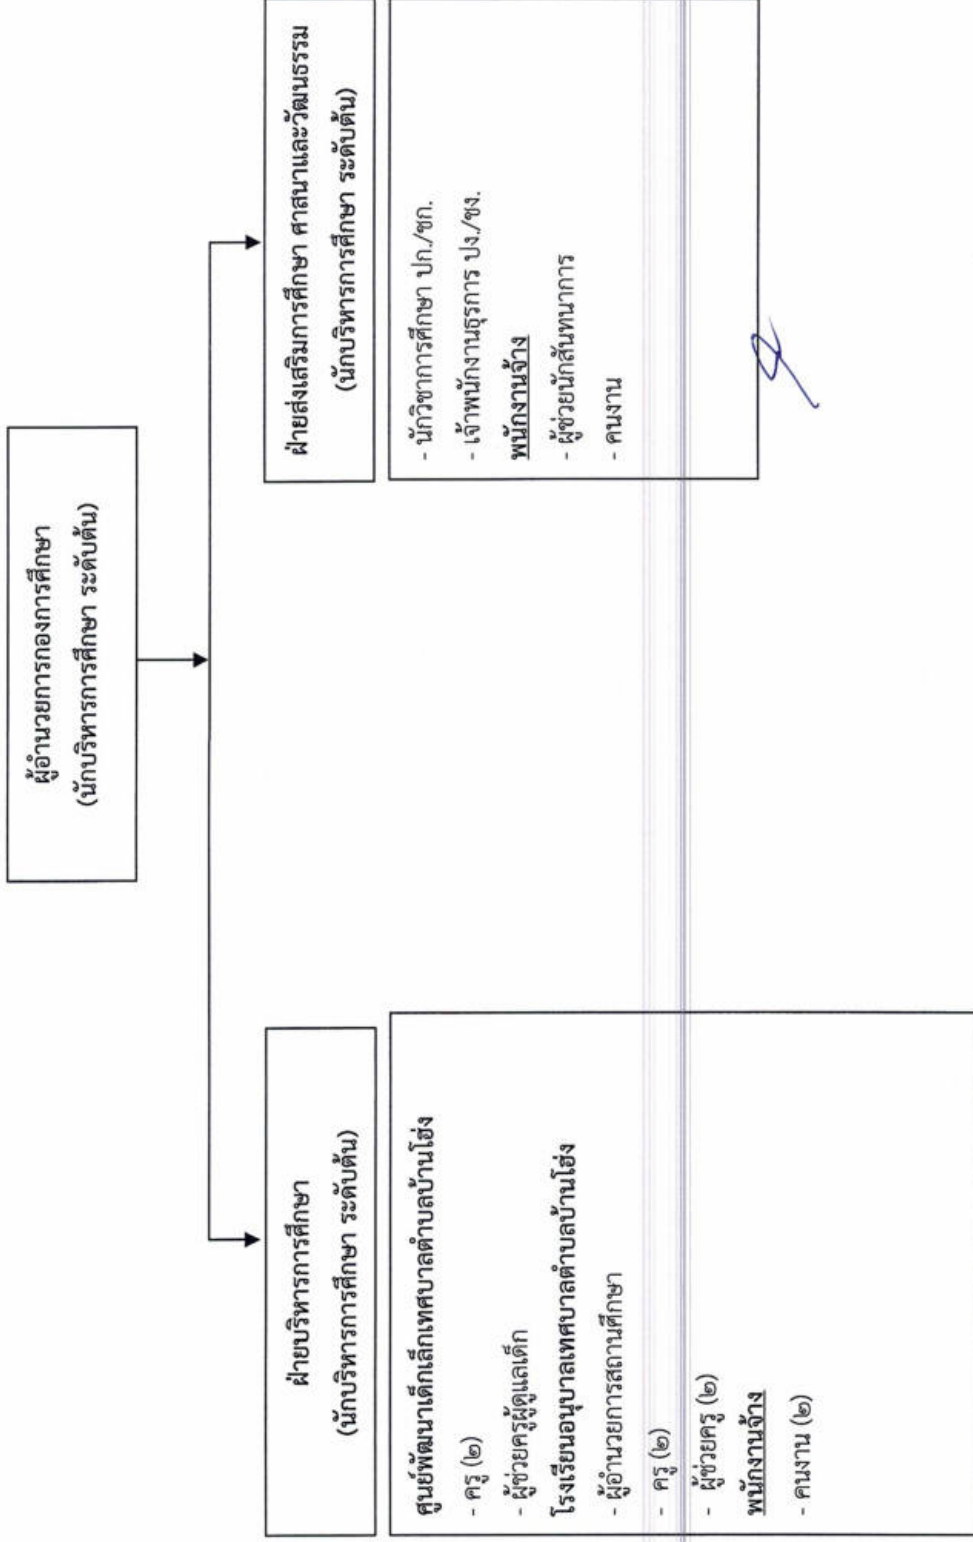 ผู้อำนวยการกองการศึกษา
(นักบริหารการศึกษา ระดับต้น)
ฝ่ายบริหารการศึกษา
(นักบริหารการศึกษา ระดับต้น)
ศูนย์พัฒนาเด็กเล็กเทศบาลตำบลบ้านโฮ่ง
- ครู (๒)
- ผู้ช่วยครูผู้ดูแลเด็ก
โรงเรียนอนุบาลเทศบาลตำบลบ้านโฮ่ง
- ผู้อำนวยการสถานศึกษา
- ครู (๒)
- ผู้ช่วยครู (๒)
พนักงานจ้าง
- คนงาน (๒)
ฝ่ายส่งเสริมการศึกษา ศาสนาและวัฒนธรรม
(นักบริหารการศึกษา ระดับต้น)
- นักวิชาการศึกษา ปก./ชก.
- เจ้าพนักงานธุรการ ปง./ชง.
พนักงานจ้าง
- ผู้ช่วยนักสันทนาการ
- คนงาน